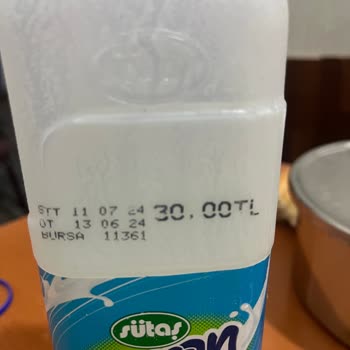 STT 11 07 24 30.00TL
ÜT 13 06 24
BURSA 11361
sütaş